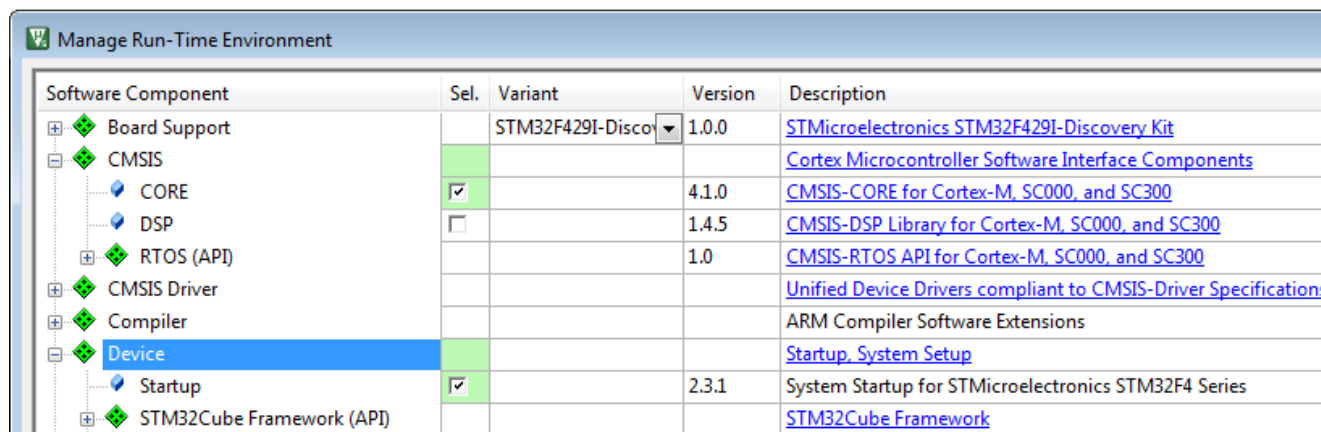 Manage Run-Time Environment
Software Component Sel. Variant Version Description
Board Support STM32F429I-Discov 1.0.0 STMicroelectronics STM32F429I-Discovery Kit
CMSIS Cortex Microcontroller Software Interface Components
CORE 4.1.0 CMSIS-CORE for Cortex-M, SC000, and SC300
DSP 1.4.5 CMSIS-DSP Library for Cortex-M, SC000, and SC300
RTOS (API) 1.0 CMSIS-RTOS API for Cortex-M, SC000, and SC300
CMSIS Driver Unified Device Drivers compliant to CMSIS-Driver Specifications
Compiler ARM Compiler Software Extensions
Device Startup, System Setup
Startup 2.3.1 System Startup for STMicroelectronics STM32F4 Series
STM32Cube Framework (API) STM32Cube Framework